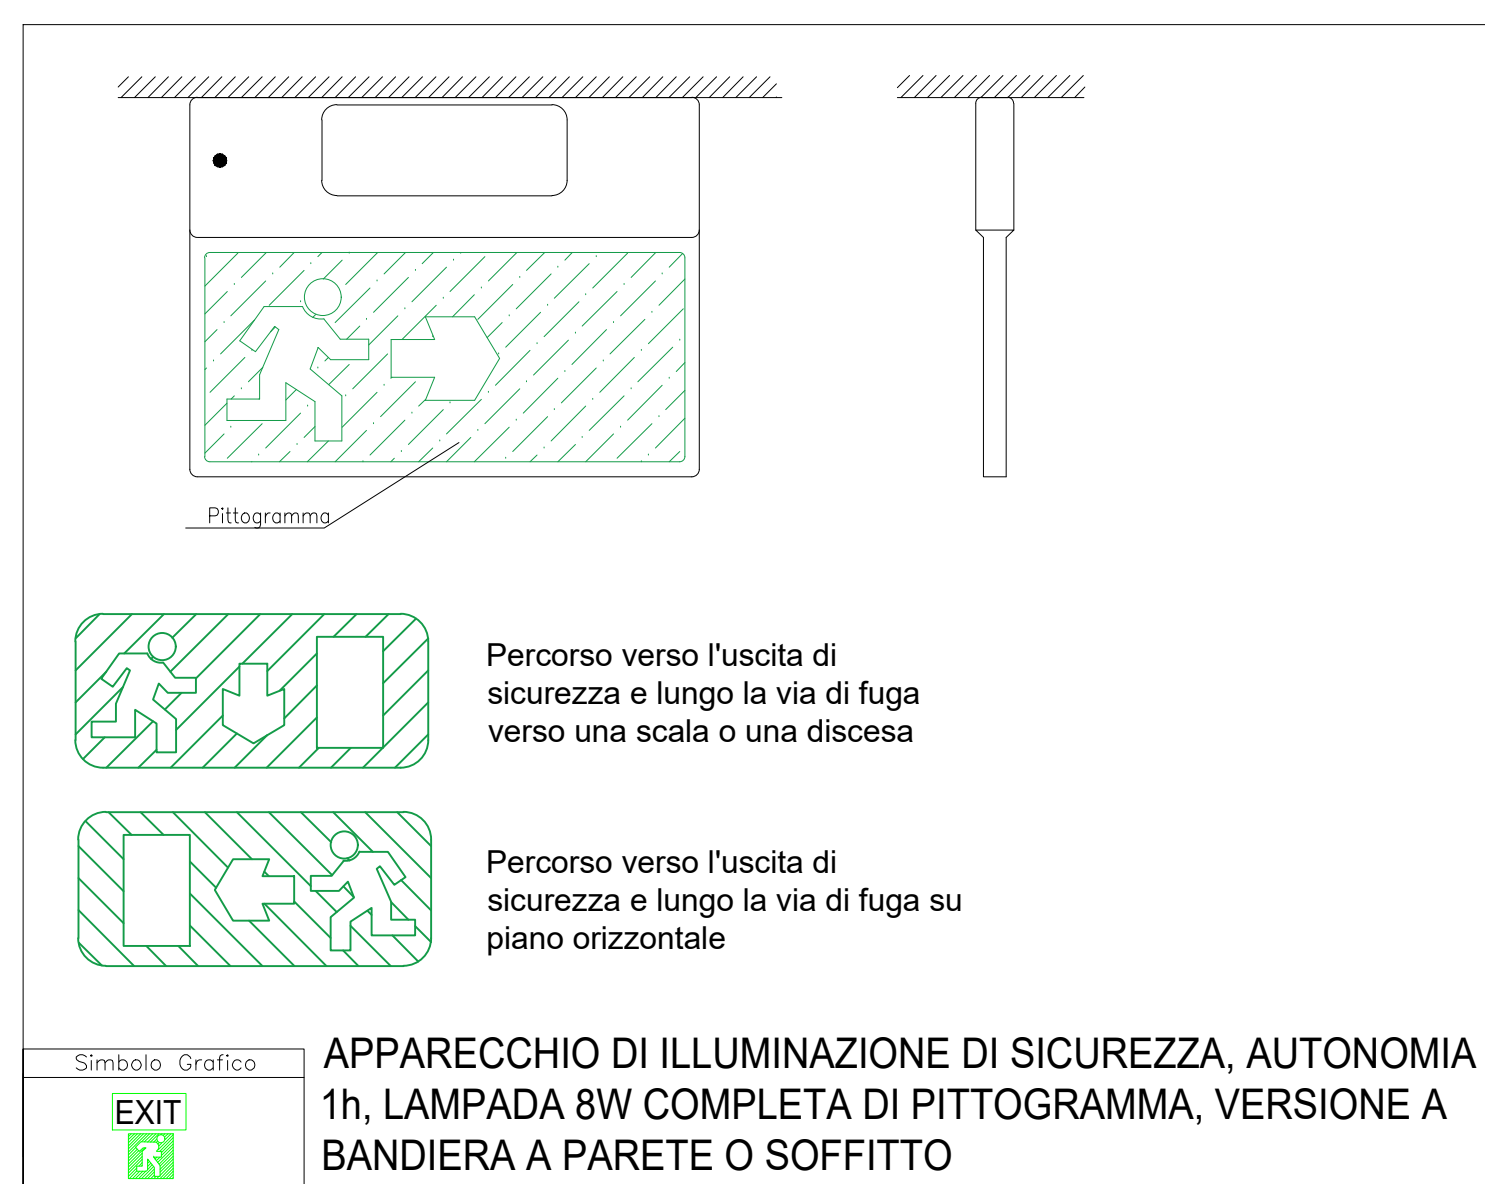 Pittogramma
Percorso verso l'uscita di
sicurezza e lungo la via di fuga
verso una scala o una discesa
Percorso verso l'uscita di
sicurezza e lungo la via di fuga su
piano orizzontale
Simbolo Grafico
EXIT
APPARECCHIO DI ILLUMINAZIONE DI SICUREZZA, AUTONOMIA
1h, LAMPADA 8W COMPLETA DI PITTOGRAMMA, VERSIONE A
BANDIERA A PARETE O SOFFITTO